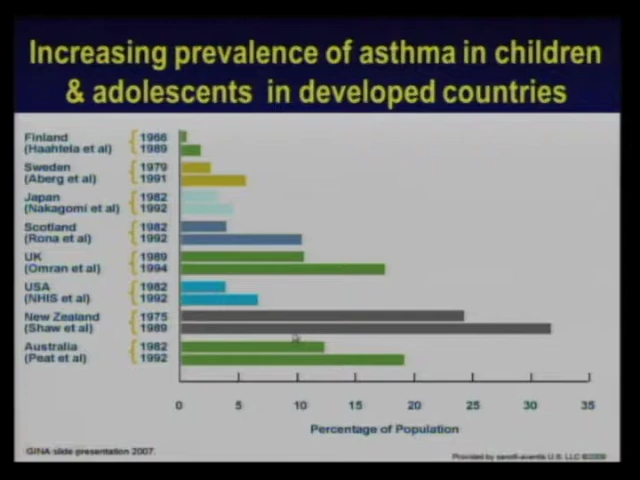 Increasing prevalence of asthma in children
& adolescents in developed countries
Finland { 1966
(Haahtela et al) 1989
Sweden { 1979
(Aberg et al) 1991
Japan { 1982
(Nakagomi et al) 1992
Scotland { 1982
(Rona et al) 1992
UK { 1989
(Omran et al) 1994
USA { 1982
(NHIS et al) 1992
New Zealand { 1975
(Shaw et al) 1989
Australia { 1982
(Peat et al) 1992
0 5 10 15 20 25 30 35
Percentage of Population
GINA slide presentation 2007.
Provided by sanofi-aventis U.S. LLC ©2009